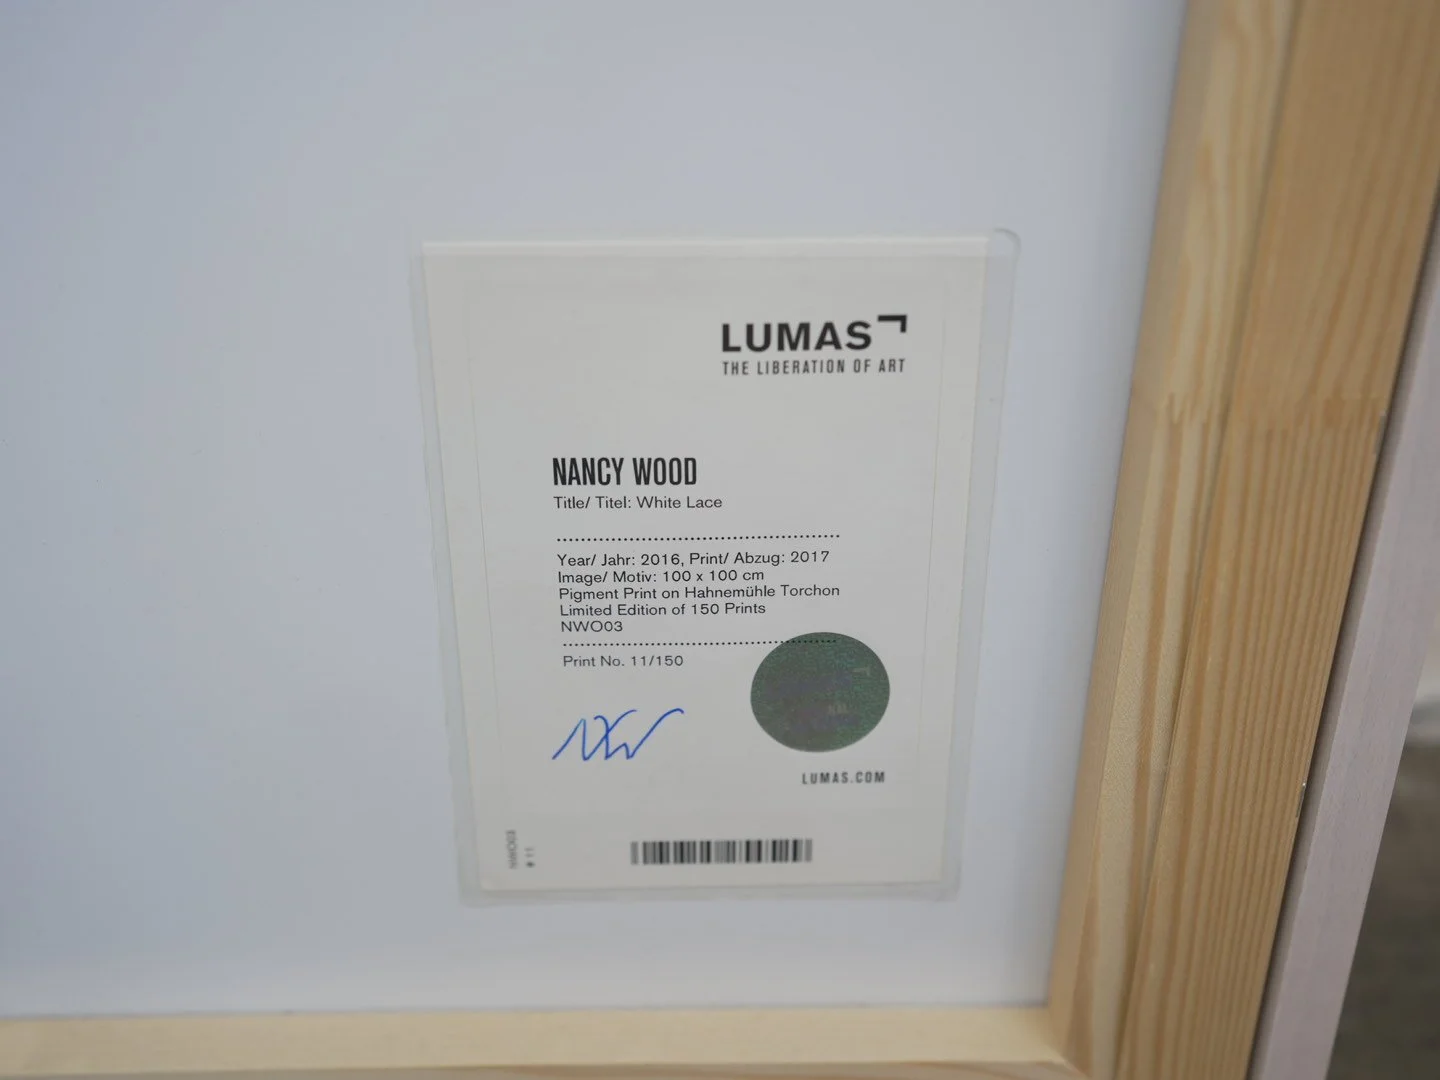 LUMAS
THE LIBERATION OF ART
NANCY WOOD
Title/ Titel: White Lace
Year/ Jahr: 2016, Print/ Abzug: 2017
Image/ Motiv: 100 x 100 cm
Pigment Print on Hahnemühle Torchon
Limited Edition of 150 Prints
NWO03
Print No. 11/150
LUMAS.COM
NWO03
# 11